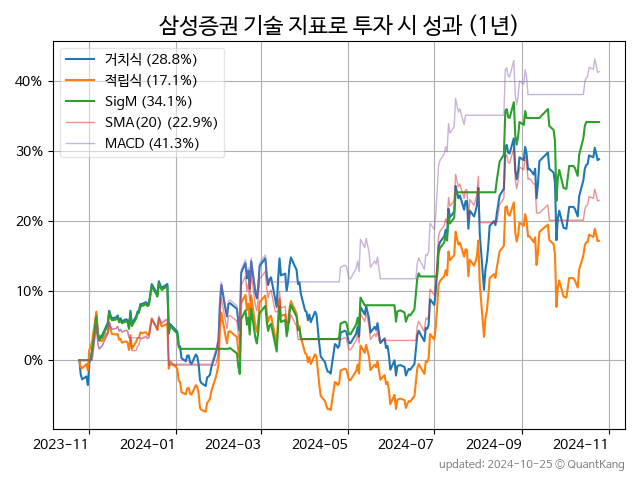 삼성증권 기술 지표로 투자 시 성과 (1년)
거치식 (28.8%)
적립식 (17.1%)
SigM (34.1%)
SMA(20) (22.9%)
MACD (41.3%)
40%
30%
20%
10%
0%
2023-11 2024-01 2024-03 2024-05 2024-07 2024-09 2024-11
updated: 2024-10-25 © QuantKang